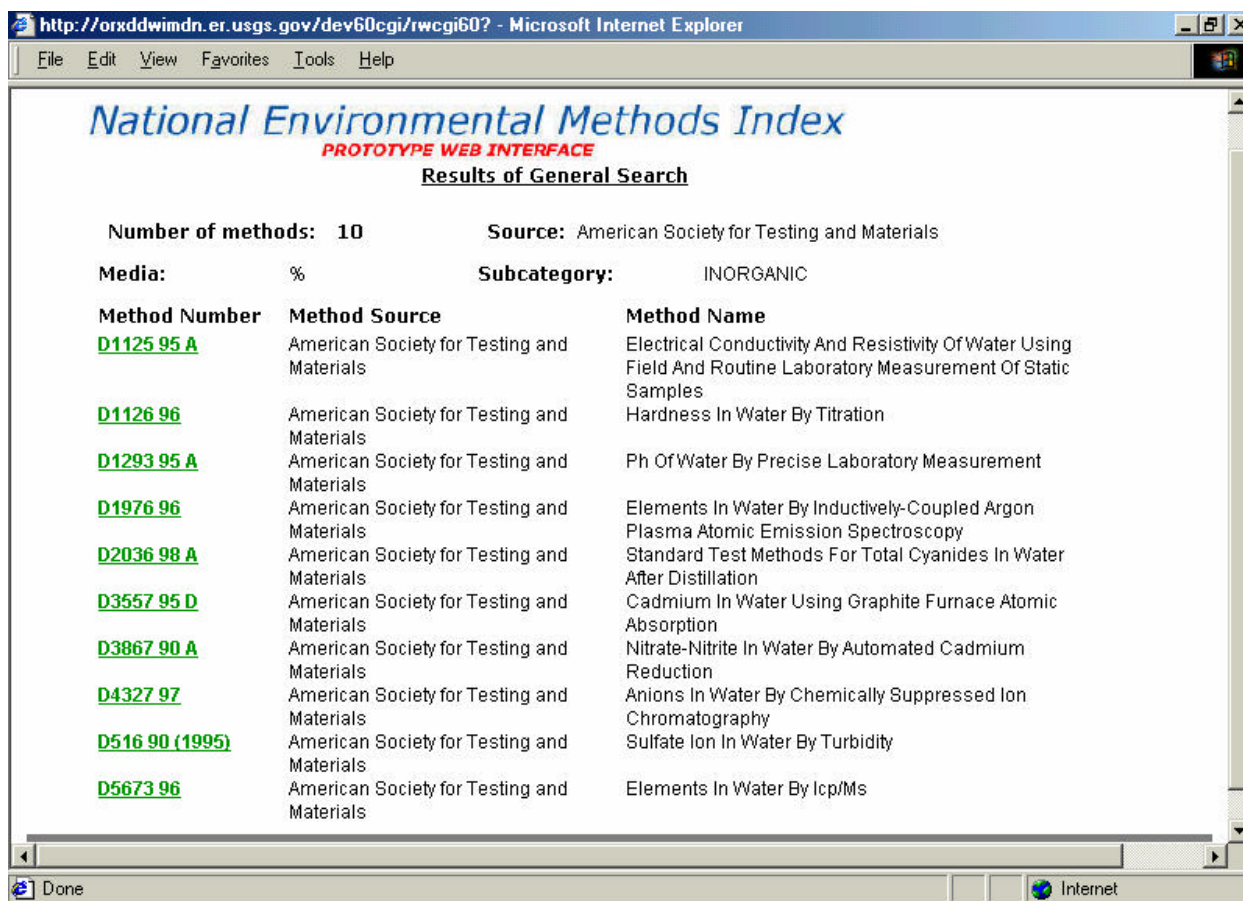 http://orxddwimdn.er.usgs.gov/dev60cgi/rwcgi60? - Microsoft Internet Explorer
File Edit View Favorites Tools Help
National Environmental Methods Index
PROTOTYPE WEB INTERFACE
Results of General Search
Number of methods: 10 Source: American Society for Testing and Materials
Media: % Subcategory: INORGANIC
Method Number Method Source Method Name
D1125 95 A American Society for Testing and Electrical Conductivity And Resistivity Of Water Using
Materials Field And Routine Laboratory Measurement Of Static
Samples
D1126 96 American Society for Testing and Hardness In Water By Titration
Materials
D1293 95 A American Society for Testing and Ph Of Water By Precise Laboratory Measurement
Materials
D1976 96 American Society for Testing and Elements In Water By Inductively-Coupled Argon
Materials Plasma Atomic Emission Spectroscopy
D2036 98 A American Society for Testing and Standard Test Methods For Total Cyanides In Water
Materials After Distillation
D3557 95 D American Society for Testing and Cadmium In Water Using Graphite Furnace Atomic
Materials Absorption
D3867 90 A American Society for Testing and Nitrate-Nitrite In Water By Automated Cadmium
Materials Reduction
D4327 97 American Society for Testing and Anions In Water By Chemically Suppressed Ion
Materials Chromatography
D516 90 (1995) American Society for Testing and Sulfate Ion In Water By Turbidity
Materials
D5673 96 American Society for Testing and Elements In Water By Icp/Ms
Materials
Done Internet